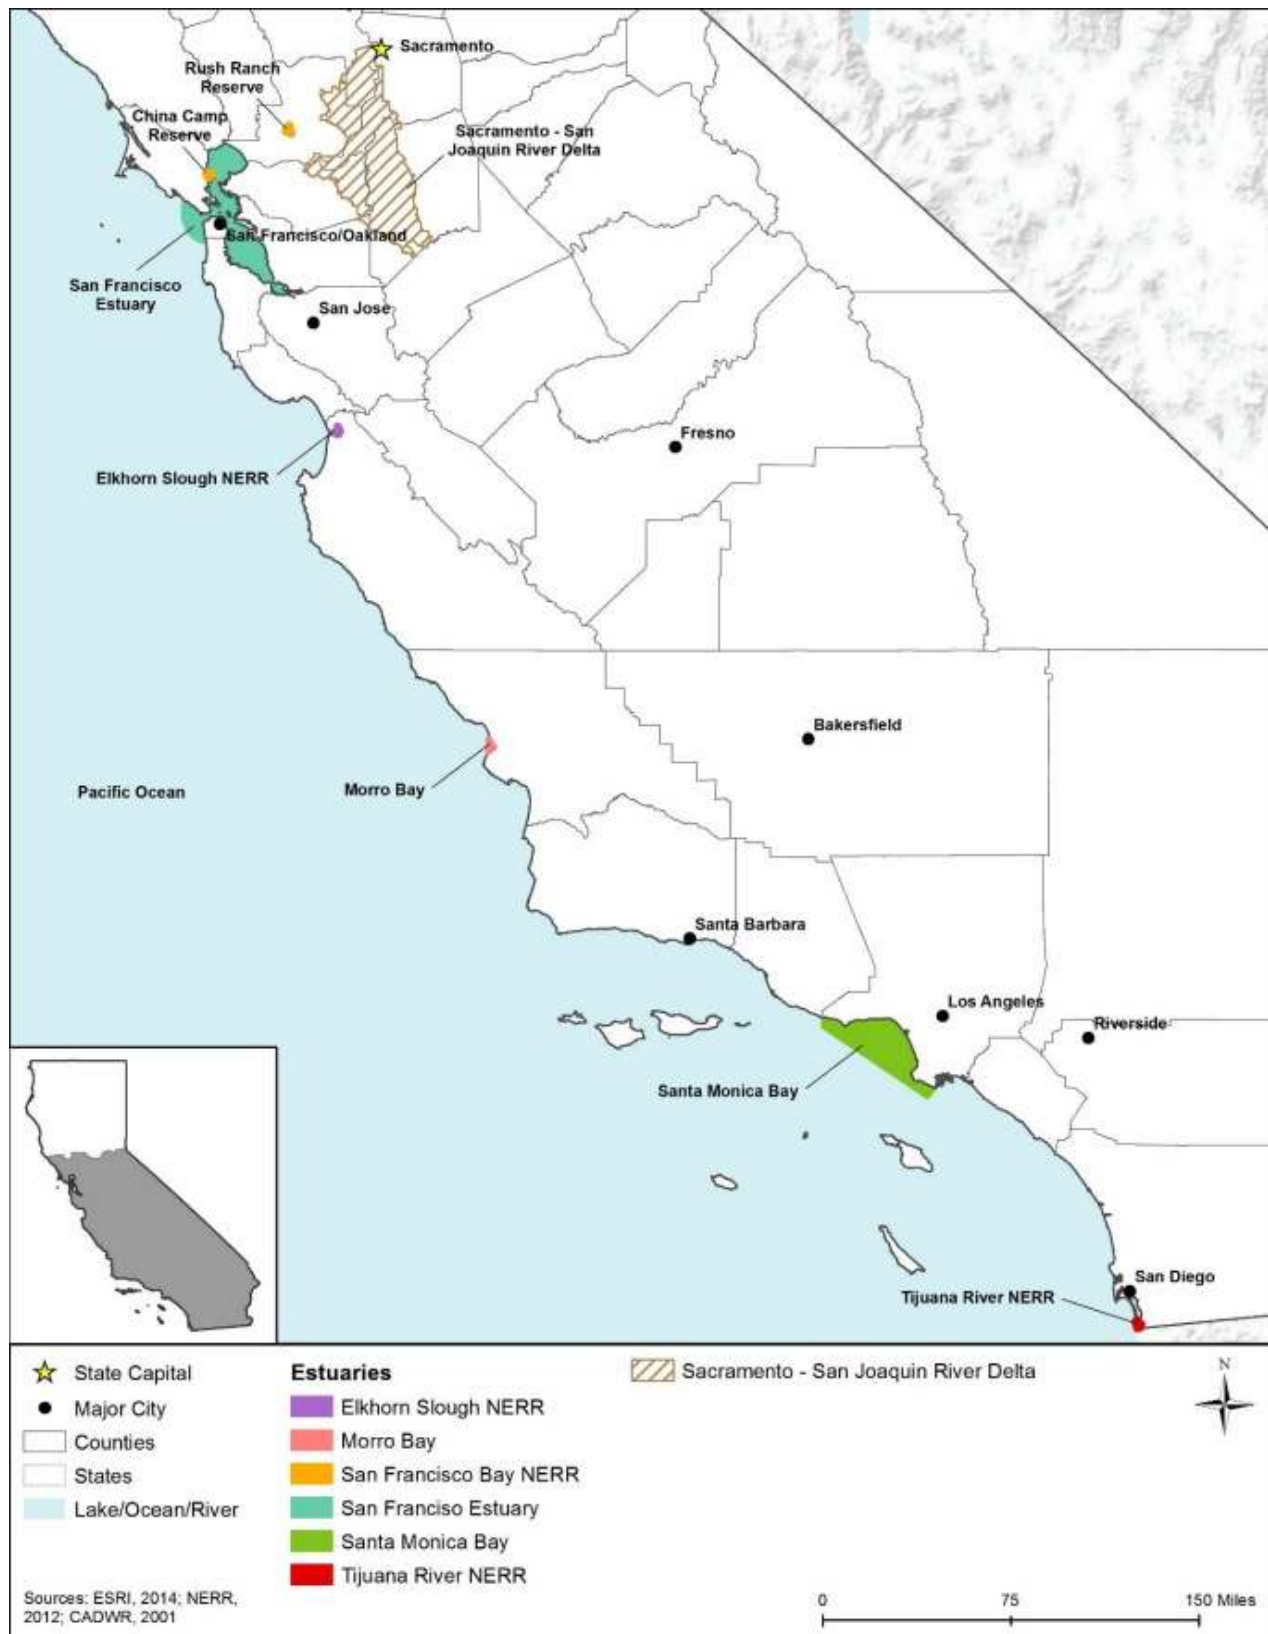 Sacramento
Rush Ranch
Reserve
China Camp
Reserve
Sacramento - San
Joaquin River Delta
San Francisco/Oakland
San Francisco
Estuary
San Jose
Fresno
Elkhorn Slough NERR
Bakersfield
Pacific Ocean
Morro Bay
Santa Barbara
Los Angeles
Riverside
Santa Monica Bay
San Diego
Tijuana River NERR
State Capital
Major City
Counties
States
Lake/Ocean/River
Estuaries
Elkhorn Slough NERR
Morro Bay
San Francisco Bay NERR
San Franciso Estuary
Santa Monica Bay
Tijuana River NERR
Sacramento - San Joaquin River Delta
N
Sources: ESRI, 2014; NERR,
2012; CADWR, 2001
0 75 150 Miles